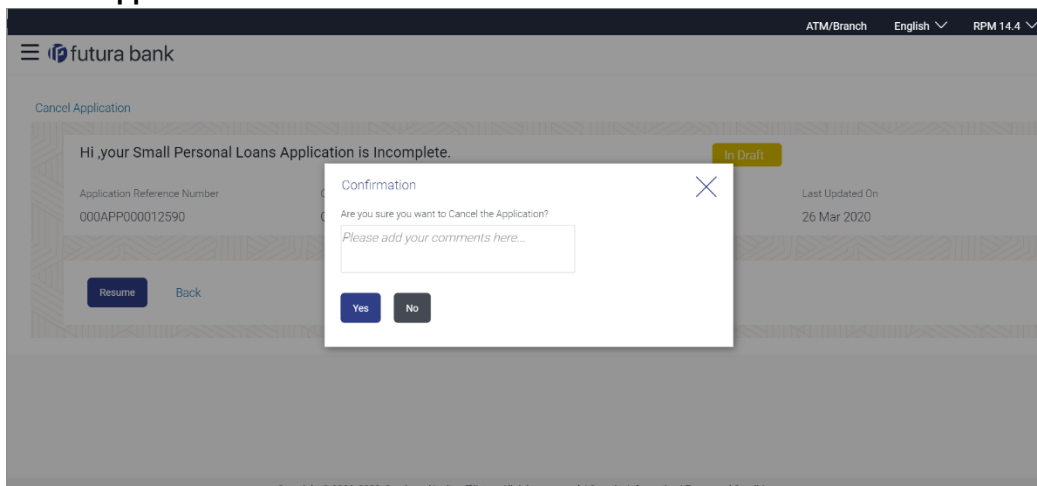 ATM/Branch English RPM 14.4
futura bank
Cancel Application
Hi ,your Small Personal Loans Application is Incomplete.
In Draft
Confirmation
Are you sure you want to Cancel the Application?
Please add your comments here...
Yes No
Application Reference Number
000APP000012590
Last Updated On
26 Mar 2020
Resume Back